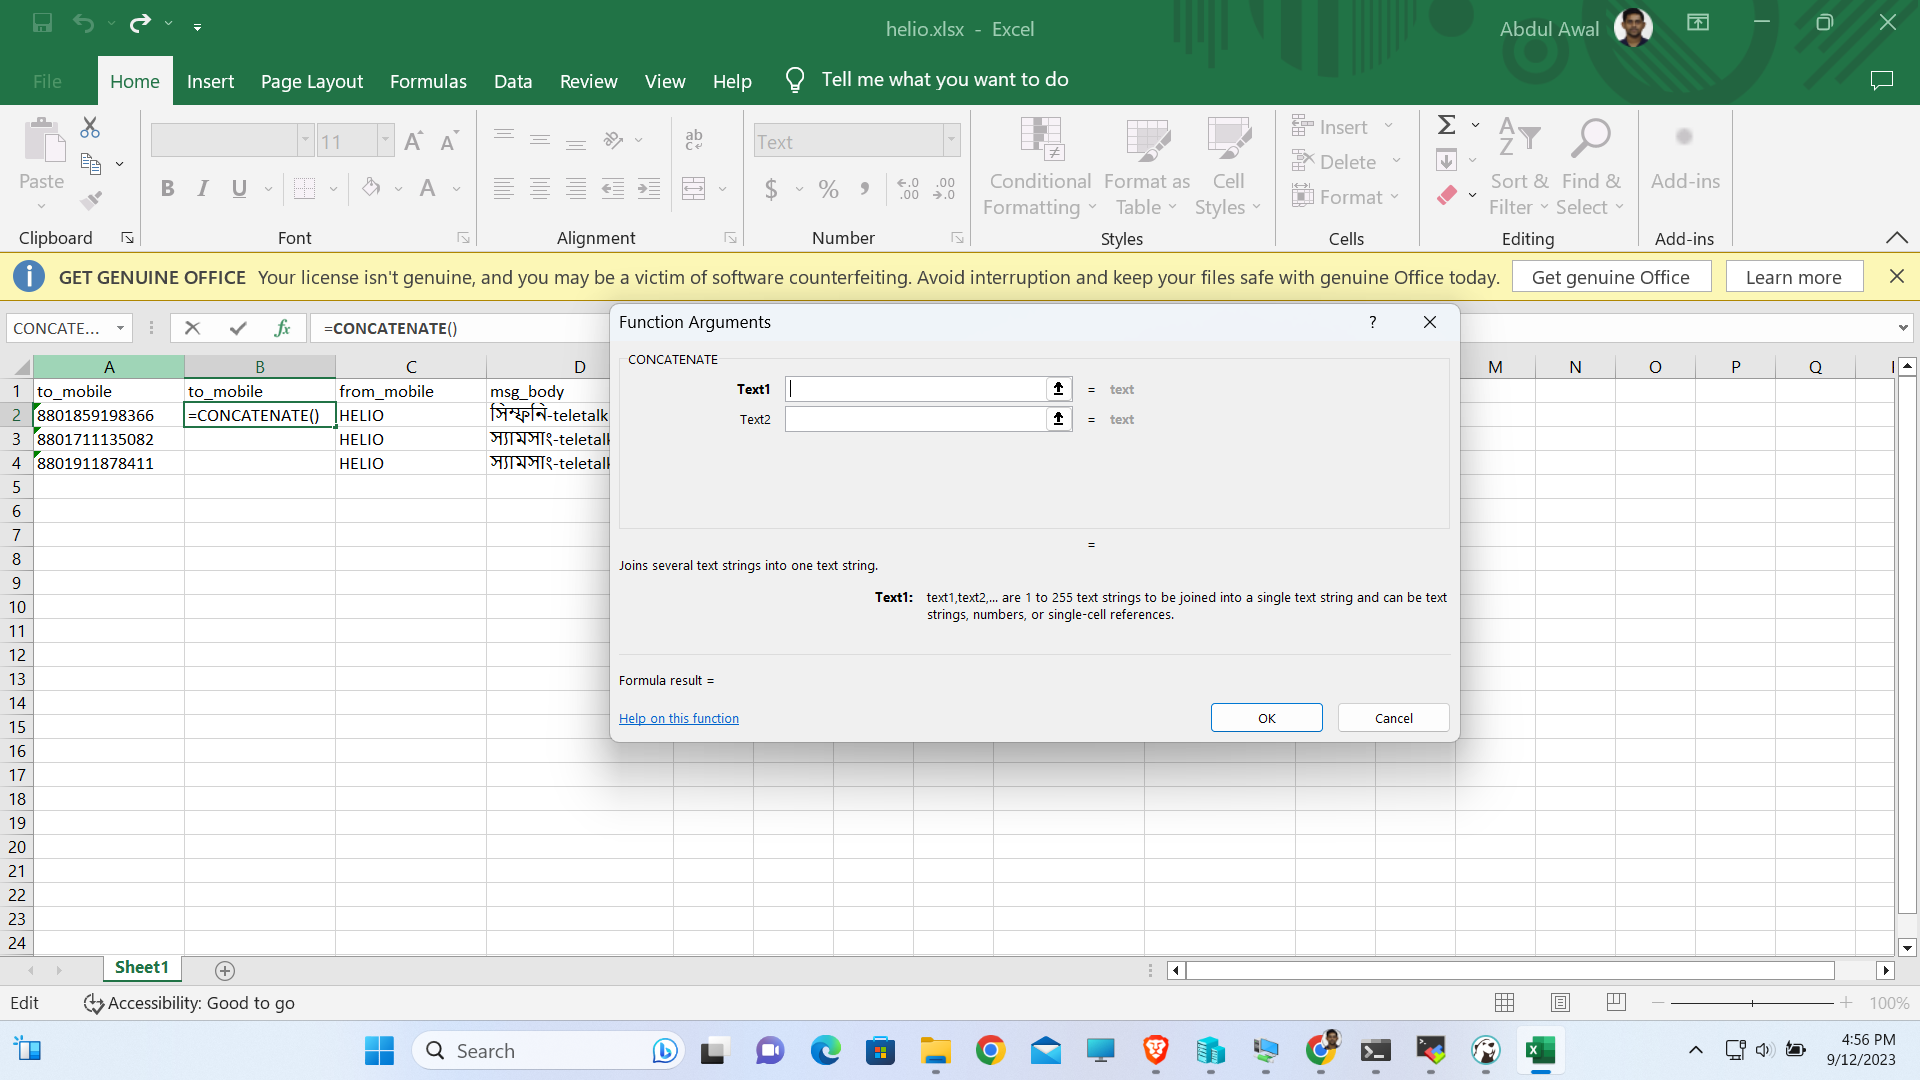 helio.xlsx - Excel
Abdul Awal
File Home Insert Page Layout Formulas Data Review View Help Tell me what you want to do
11 Text Insert
Delete
Format
Paste
Conditional Formatting
Format as Table
Cell Styles
Sort & Filter
Find & Select
Add-ins
Clipboard Font Alignment Number Styles Cells Editing Add-ins
GET GENUINE OFFICE Your license isn't genuine, and you may be a victim of software counterfeiting. Avoid interruption and keep your files safe with genuine Office today. Get genuine Office Learn more
CONCATE... fx =CONCATENATE()
A B C D M N O P Q
1 to_mobile to_mobile from_mobile msg_body
2 8801859198366 =CONCATENATE() HELIO সিম্ফনি-teletalk
3 8801711135082 HELIO স্যামসাং-teletalk
4 8801911878411 HELIO স্যামসাং-teletalk
5
6
7
8
9
10
11
12
13
14
15
16
17
18
19
20
21
22
23
24
Function Arguments ?
CONCATENATE
Text1 = text
Text2 = text
=
Joins several text strings into one text string.
Text1: text1,text2,... are 1 to 255 text strings to be joined into a single text string and can be text
strings, numbers, or single-cell references.
Formula result =
Help on this function OK Cancel
Sheet1
Edit Accessibility: Good to go 100%
Search
4:56 PM
9/12/2023